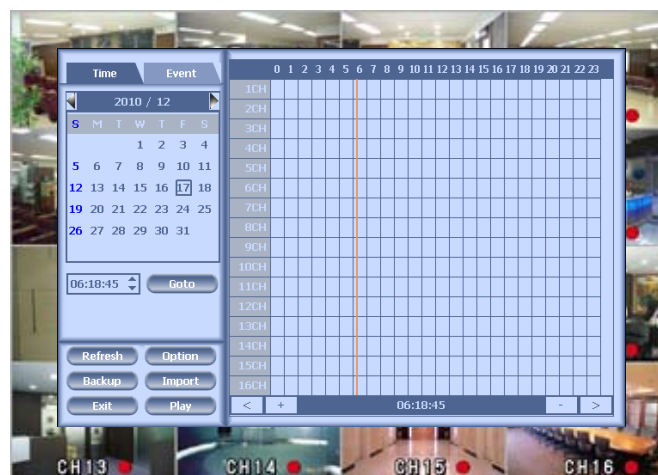 Time Event
2010 / 12
S M T W T F S
1 2 3 4
5 6 7 8 9 10 11
12 13 14 15 16 17 18
19 20 21 22 23 24 25
26 27 28 29 30 31
06:18:45 Goto
Refresh Option
Backup Import
Exit Play
0 1 2 3 4 5 6 7 8 9 10 11 12 13 14 15 16 17 18 19 20 21 22 23
1CH
2CH
3CH
4CH
5CH
6CH
7CH
8CH
9CH
10CH
11CH
12CH
13CH
14CH
15CH
16CH
< + 06:18:45 - >
CH13 CH14 CH15 CH16